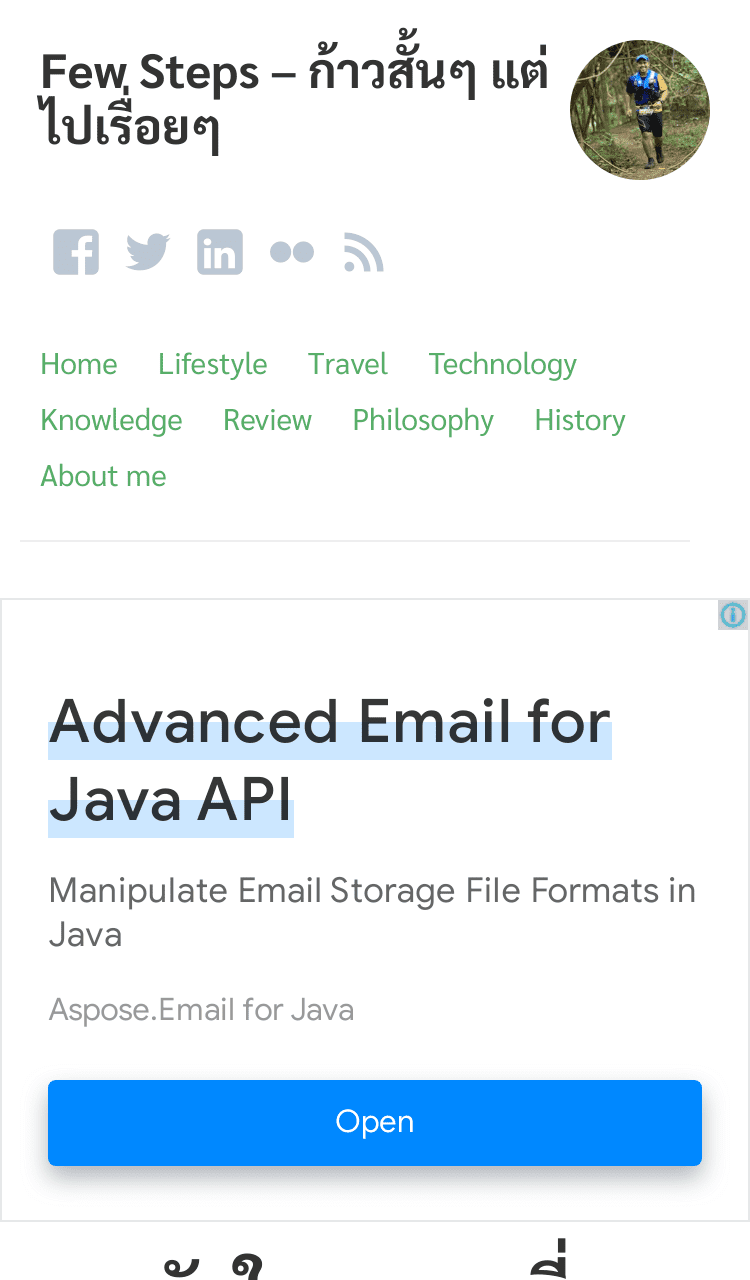 Few Steps – ก้าวสั้นๆ แต่
ไปเรื่อยๆ
Home Lifestyle Travel Technology
Knowledge Review Philosophy History
About me
Advanced Email for
Java API
Manipulate Email Storage File Formats in
Java
Aspose.Email for Java
Open